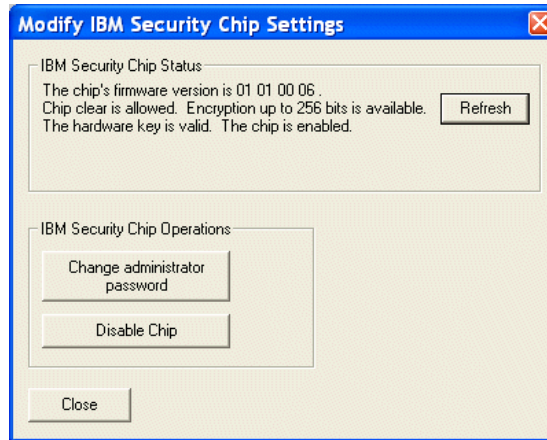 Modify IBM Security Chip Settings
IBM Security Chip Status
The chip's firmware version is 01 01 00 06 .
Chip clear is allowed. Encryption up to 256 bits is available.
The hardware key is valid. The chip is enabled.
Refresh
IBM Security Chip Operations
Change administrator
password
Disable Chip
Close